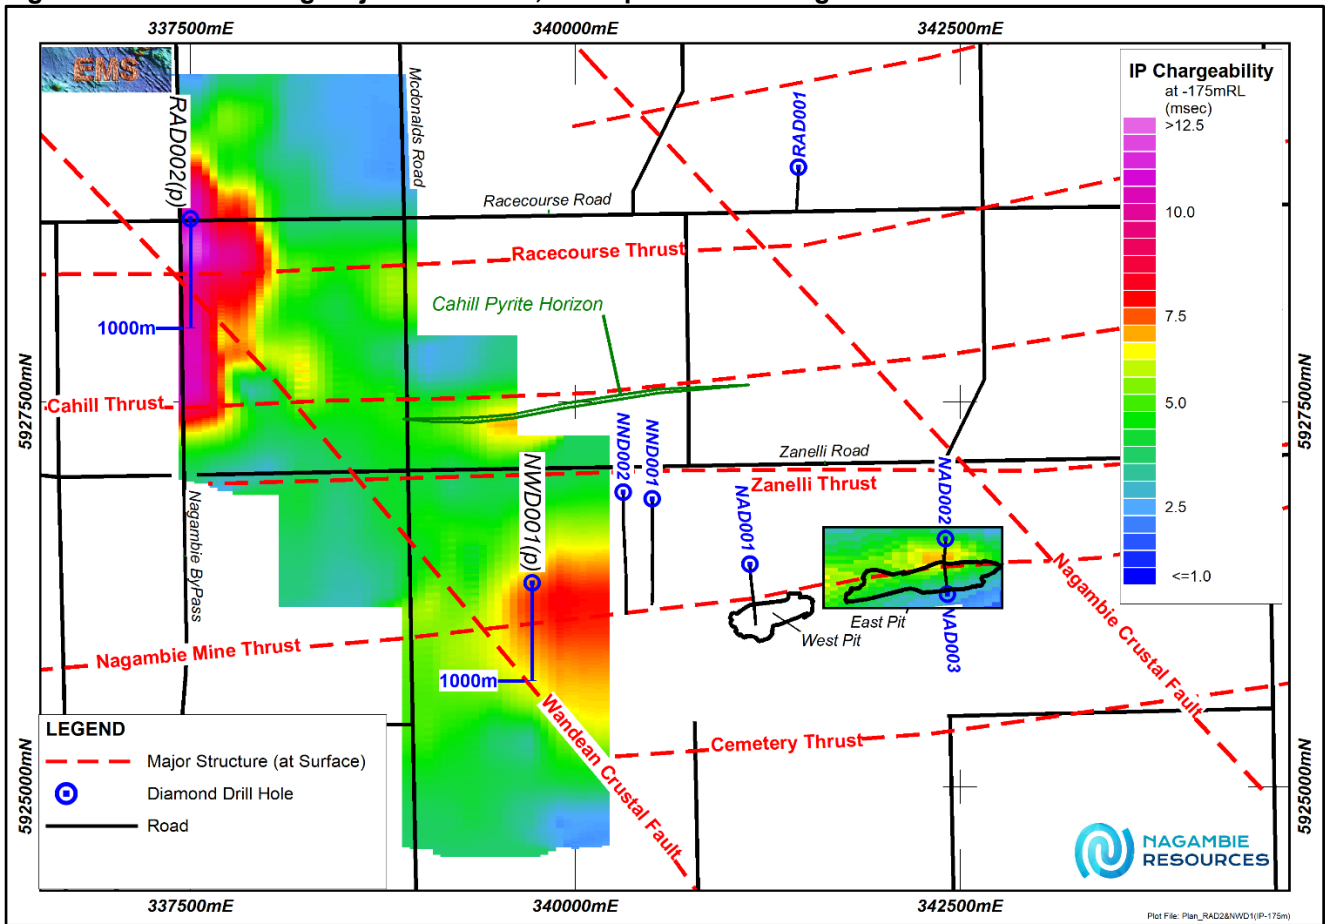 337500mE
340000mE
342500mE
EMS
RAD002(p)
Mcdonalds Road
RAD001
IP Chargeability
at -175mRL
(msec)
>12.5
10.0
7.5
5.0
2.5
<=1.0
Racecourse Road
Racecourse Thrust
Cahill Pyrite Horizon
1000m
Cahill Thrust
5927500mN
5927500mN
NND002
NND001
Zanelli Road
Zanelli Thrust
NAD002
Nagambie ByPass
NWD001(p)
NAD001
East Pit
West Pit
NAD003
Nagambie Crustal Fault
Nagambie Mine Thrust
1000m
Wandean Crustal Fault
Cemetery Thrust
LEGEND
Major Structure (at Surface)
Diamond Drill Hole
Road
5925000mN
5925000mN
NAGAMBIE
RESOURCES
337500mE
340000mE
342500mE
Plot File: Plan_RAD2&NWD1(IP-175m)